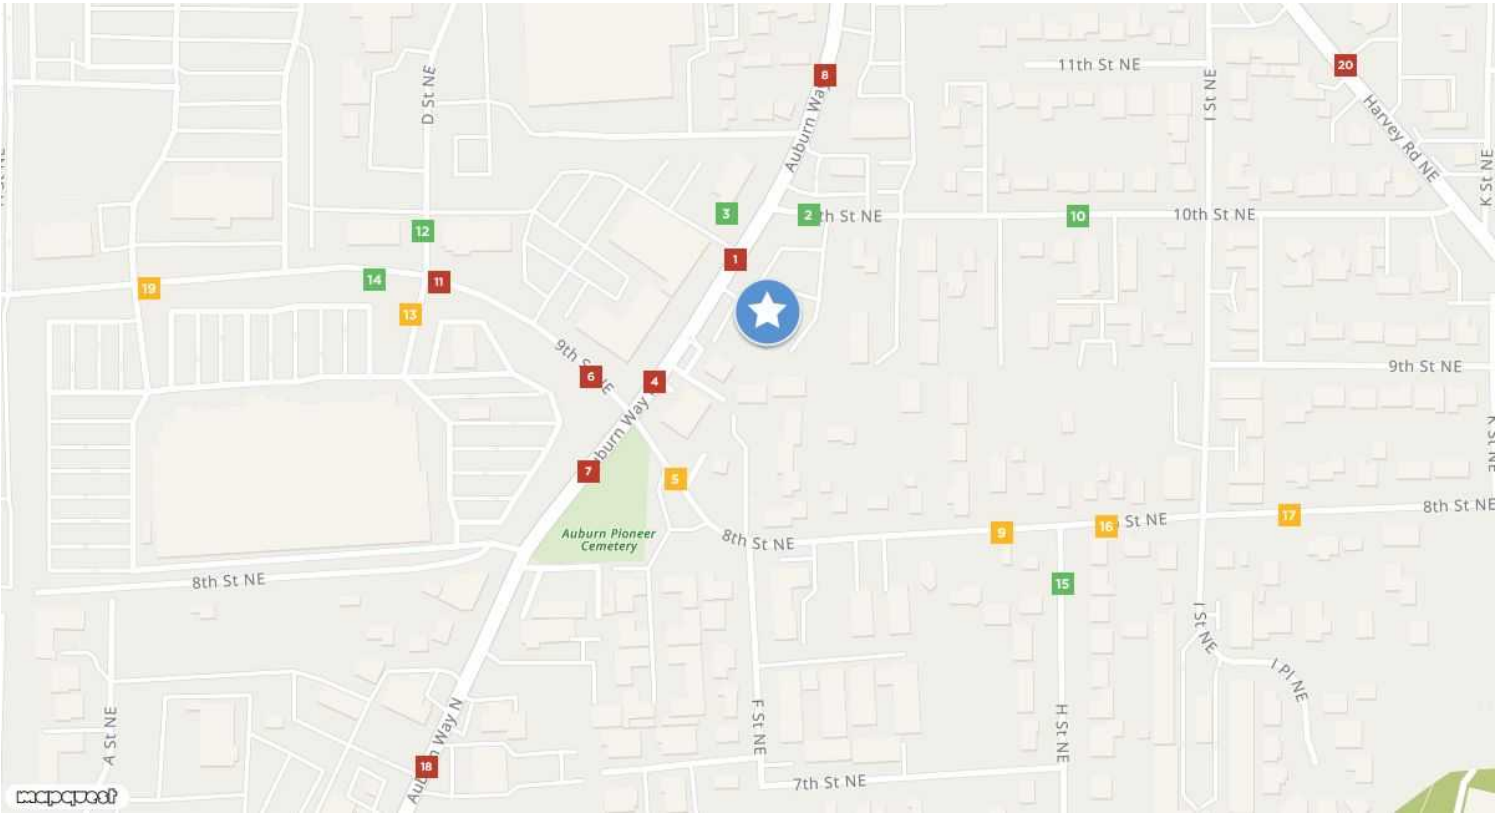 8
20
11th St NE
D St NE
I St NE
Auburn Way
Harvey Rd NE
K St NE
3
2
th St NE
10
10th St NE
12
1
14
11
19
13
9th St NE
6
4
9th St NE
Auburn Way
7
5
K St NE
Auburn Pioneer
Cemetery
8th St NE
9
16
St NE
17
8th St NE
8th St NE
15
I St NE
I Pl NE
A St NE
Auburn Way N
F St NE
H St NE
18
7th St NE
mapquest